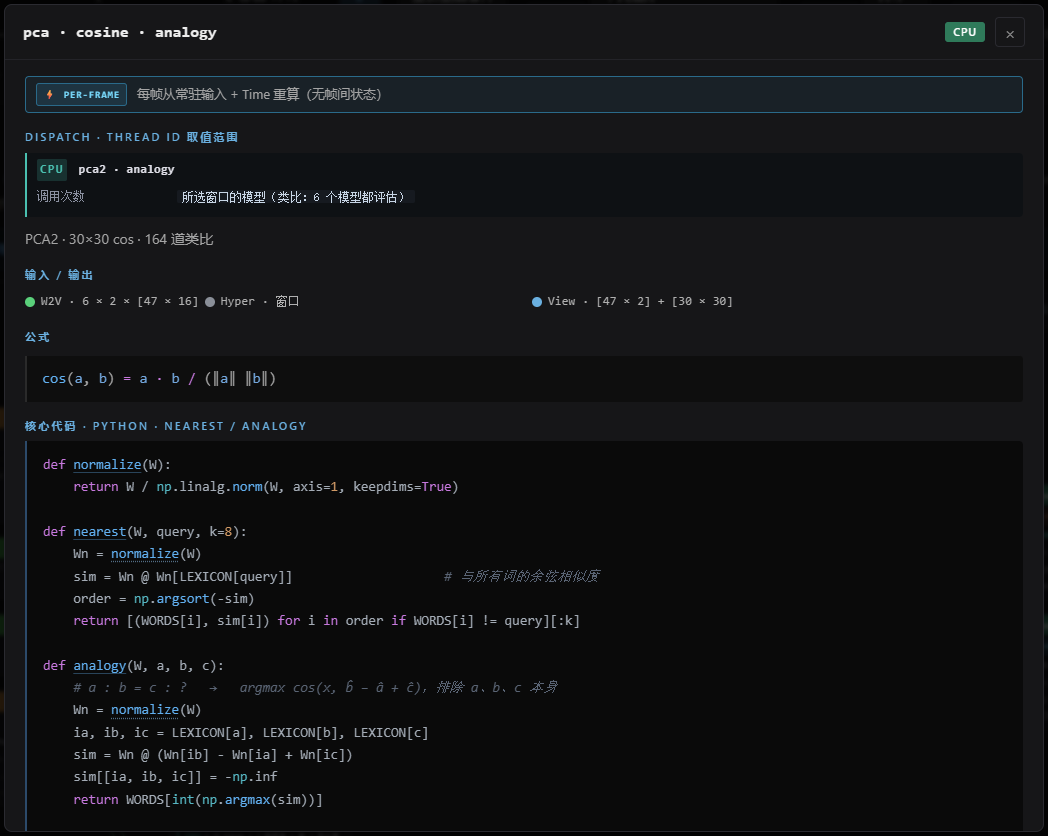 pca · cosine · analogy
CPU ×
⚡ PER-FRAME 每帧从常驻输入 + Time 重算（无帧间状态）
DISPATCH · THREAD ID 取值范围
CPU pca2 · analogy
调用次数 所选窗口的模型（类比: 6 个模型都评估）
PCA2 · 30×30 cos · 164 道类比
输入 / 输出
W2V · 6 × 2 × [47 × 16] Hyper · 窗口 View · [47 × 2] + [30 × 30]
公式
cos(a, b) = a · b / (‖a‖ ‖b‖)
核心代码 · PYTHON · NEAREST / ANALOGY
def normalize(W):
    return W / np.linalg.norm(W, axis=1, keepdims=True)
def nearest(W, query, k=8):
    Wn = normalize(W)
    sim = Wn @ Wn[LEXICON[query]]                    # 与所有词的余弦相似度
    order = np.argsort(-sim)
    return [(WORDS[i], sim[i]) for i in order if WORDS[i] != query][:k]
def analogy(W, a, b, c):
    # a : b = c : ?   →   argmax cos(x, b̂ − â + ĉ), 排除 a、b、c 本身
    Wn = normalize(W)
    ia, ib, ic = LEXICON[a], LEXICON[b], LEXICON[c]
    sim = Wn @ (Wn[ib] - Wn[ia] + Wn[ic])
    sim[[ia, ib, ic]] = -np.inf
    return WORDS[int(np.argmax(sim))]